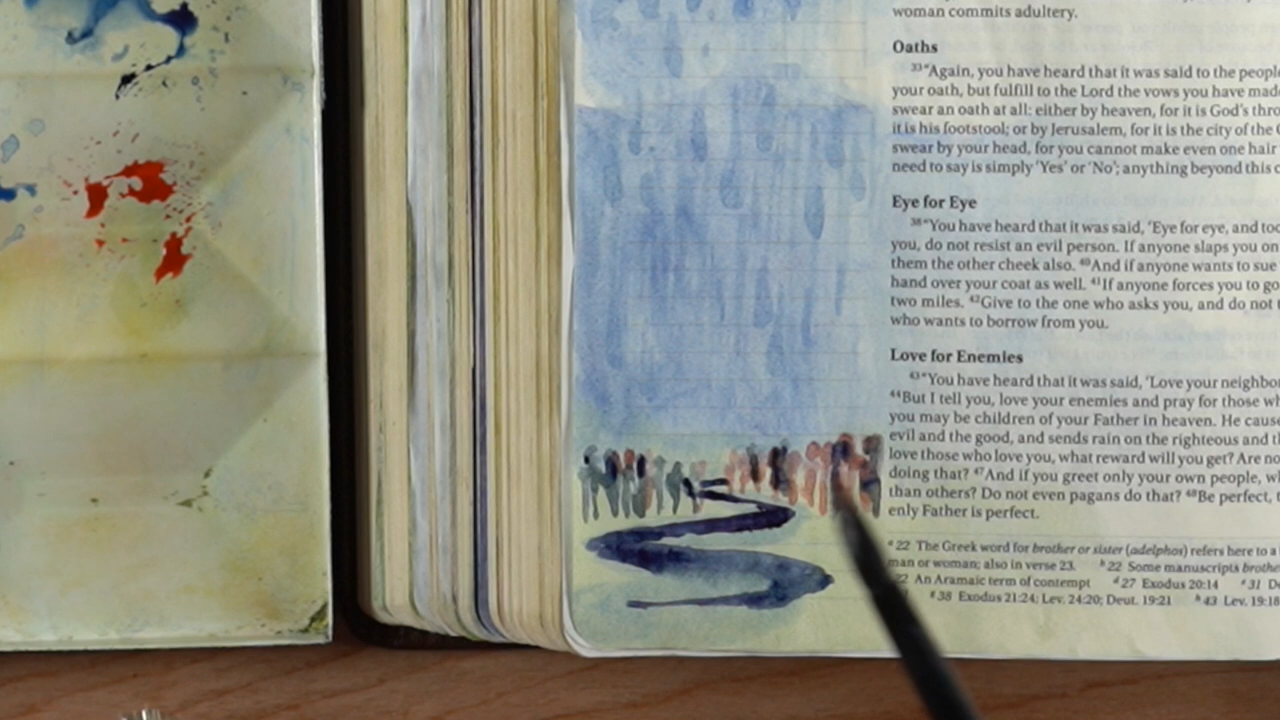 woman commits adultery.
Oaths
33"Again, you have heard that it was said to the people
your oath, but fulfill to the Lord the vows you have made
swear an oath at all: either by heaven, for it is God's thro
it is his footstool; or by Jerusalem, for it is the city of the
swear by your head, for you cannot make even one hair
need to say is simply 'Yes' or 'No'; anything beyond this c
Eye for Eye
38"You have heard that it was said, 'Eye for eye, and too
you, do not resist an evil person. If anyone slaps you on
them the other cheek also. 40And if anyone wants to sue
hand over your coat as well. 41If anyone forces you to go
two miles. 42Give to the one who asks you, and do not t
who wants to borrow from you.
Love for Enemies
43"You have heard that it was said, 'Love your neighbor
44But I tell you, love your enemies and pray for those wh
you may be children of your Father in heaven. He cause
evil and the good, and sends rain on the righteous and th
love those who love you, what reward will you get? Are no
doing that? 47And if you greet only your own people, wh
than others? Do not even pagans do that? 48Be perfect, t
enly Father is perfect.
a 22 The Greek word for brother or sister (adelphos) refers here to a
man or woman; also in verse 23. b 22 Some manuscripts brothe
22 An Aramaic term of contempt d 27 Exodus 20:14 e 31 D
g 38 Exodus 21:24; Lev. 24:20; Deut. 19:21 h 43 Lev. 19:18